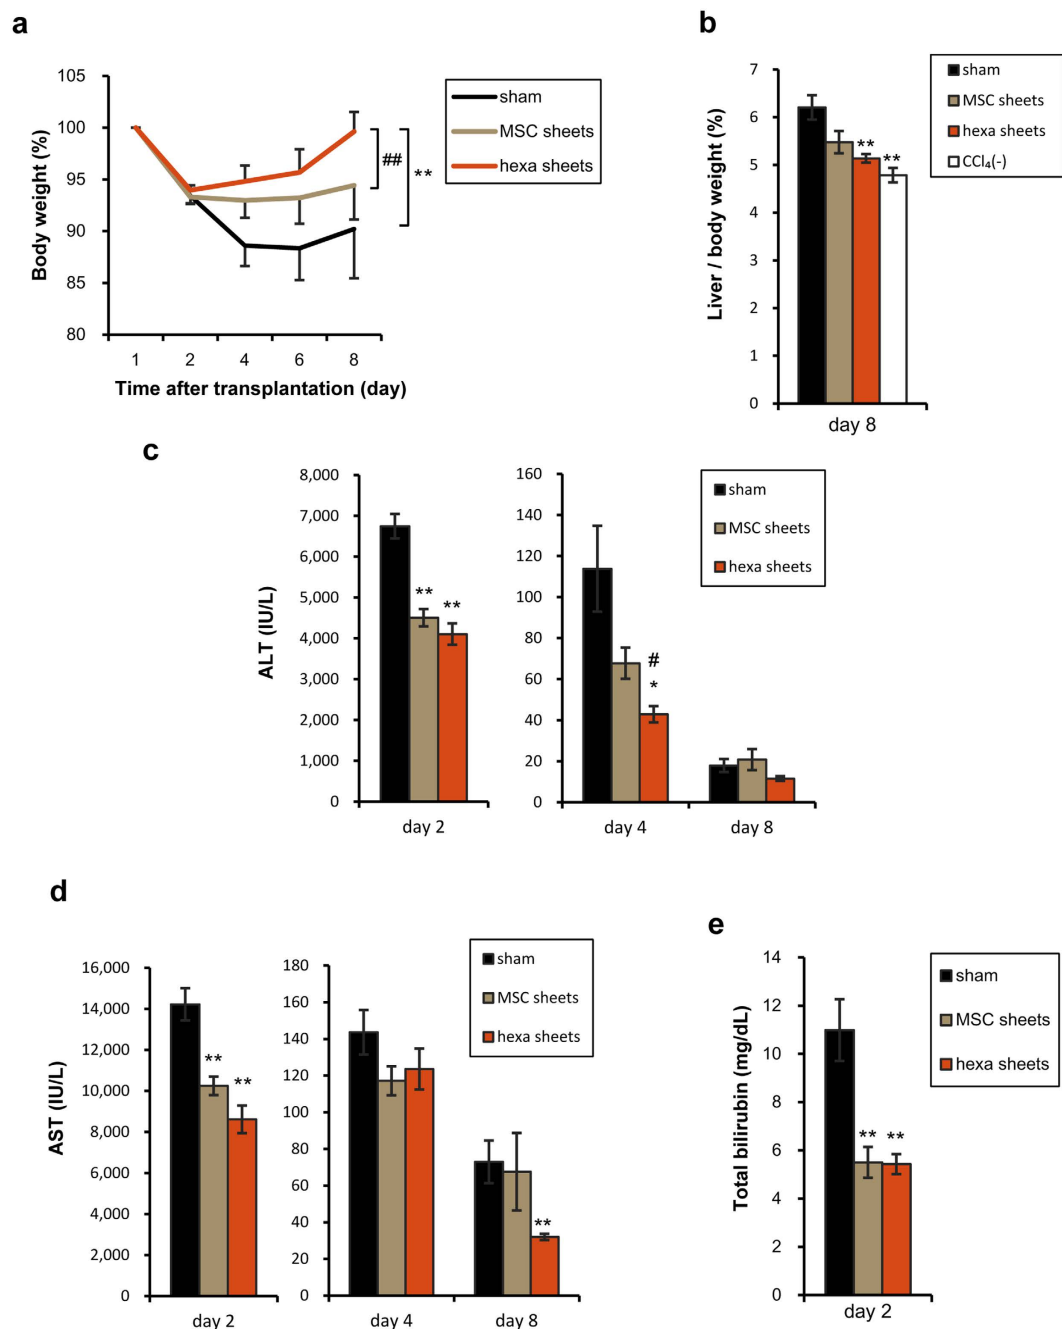 a
105
100
95
90
85
80
Body weight (%)
sham
MSC sheets
hexa sheets
##
**
1 2 4 6 8
Time after transplantation (day)
b
7
6
5
4
3
2
1
0
Liver / body weight (%)
** **
day 8
sham
MSC sheets
hexa sheets
CCl₄(-)
c
8,000
7,000
6,000
5,000
4,000
3,000
2,000
1,000
0
ALT (IU/L)
** **
day 2
160
140
120
100
80
60
40
20
0
#
*
day 4 day 8
sham
MSC sheets
hexa sheets
d
16,000
14,000
12,000
10,000
8,000
6,000
4,000
2,000
0
AST (IU/L)
**
**
day 2
180
160
140
120
100
80
60
40
20
0
**
day 4 day 8
sham
MSC sheets
hexa sheets
e
14
12
10
8
6
4
2
0
Total bilirubin (mg/dL)
** **
day 2
sham
MSC sheets
hexa sheets